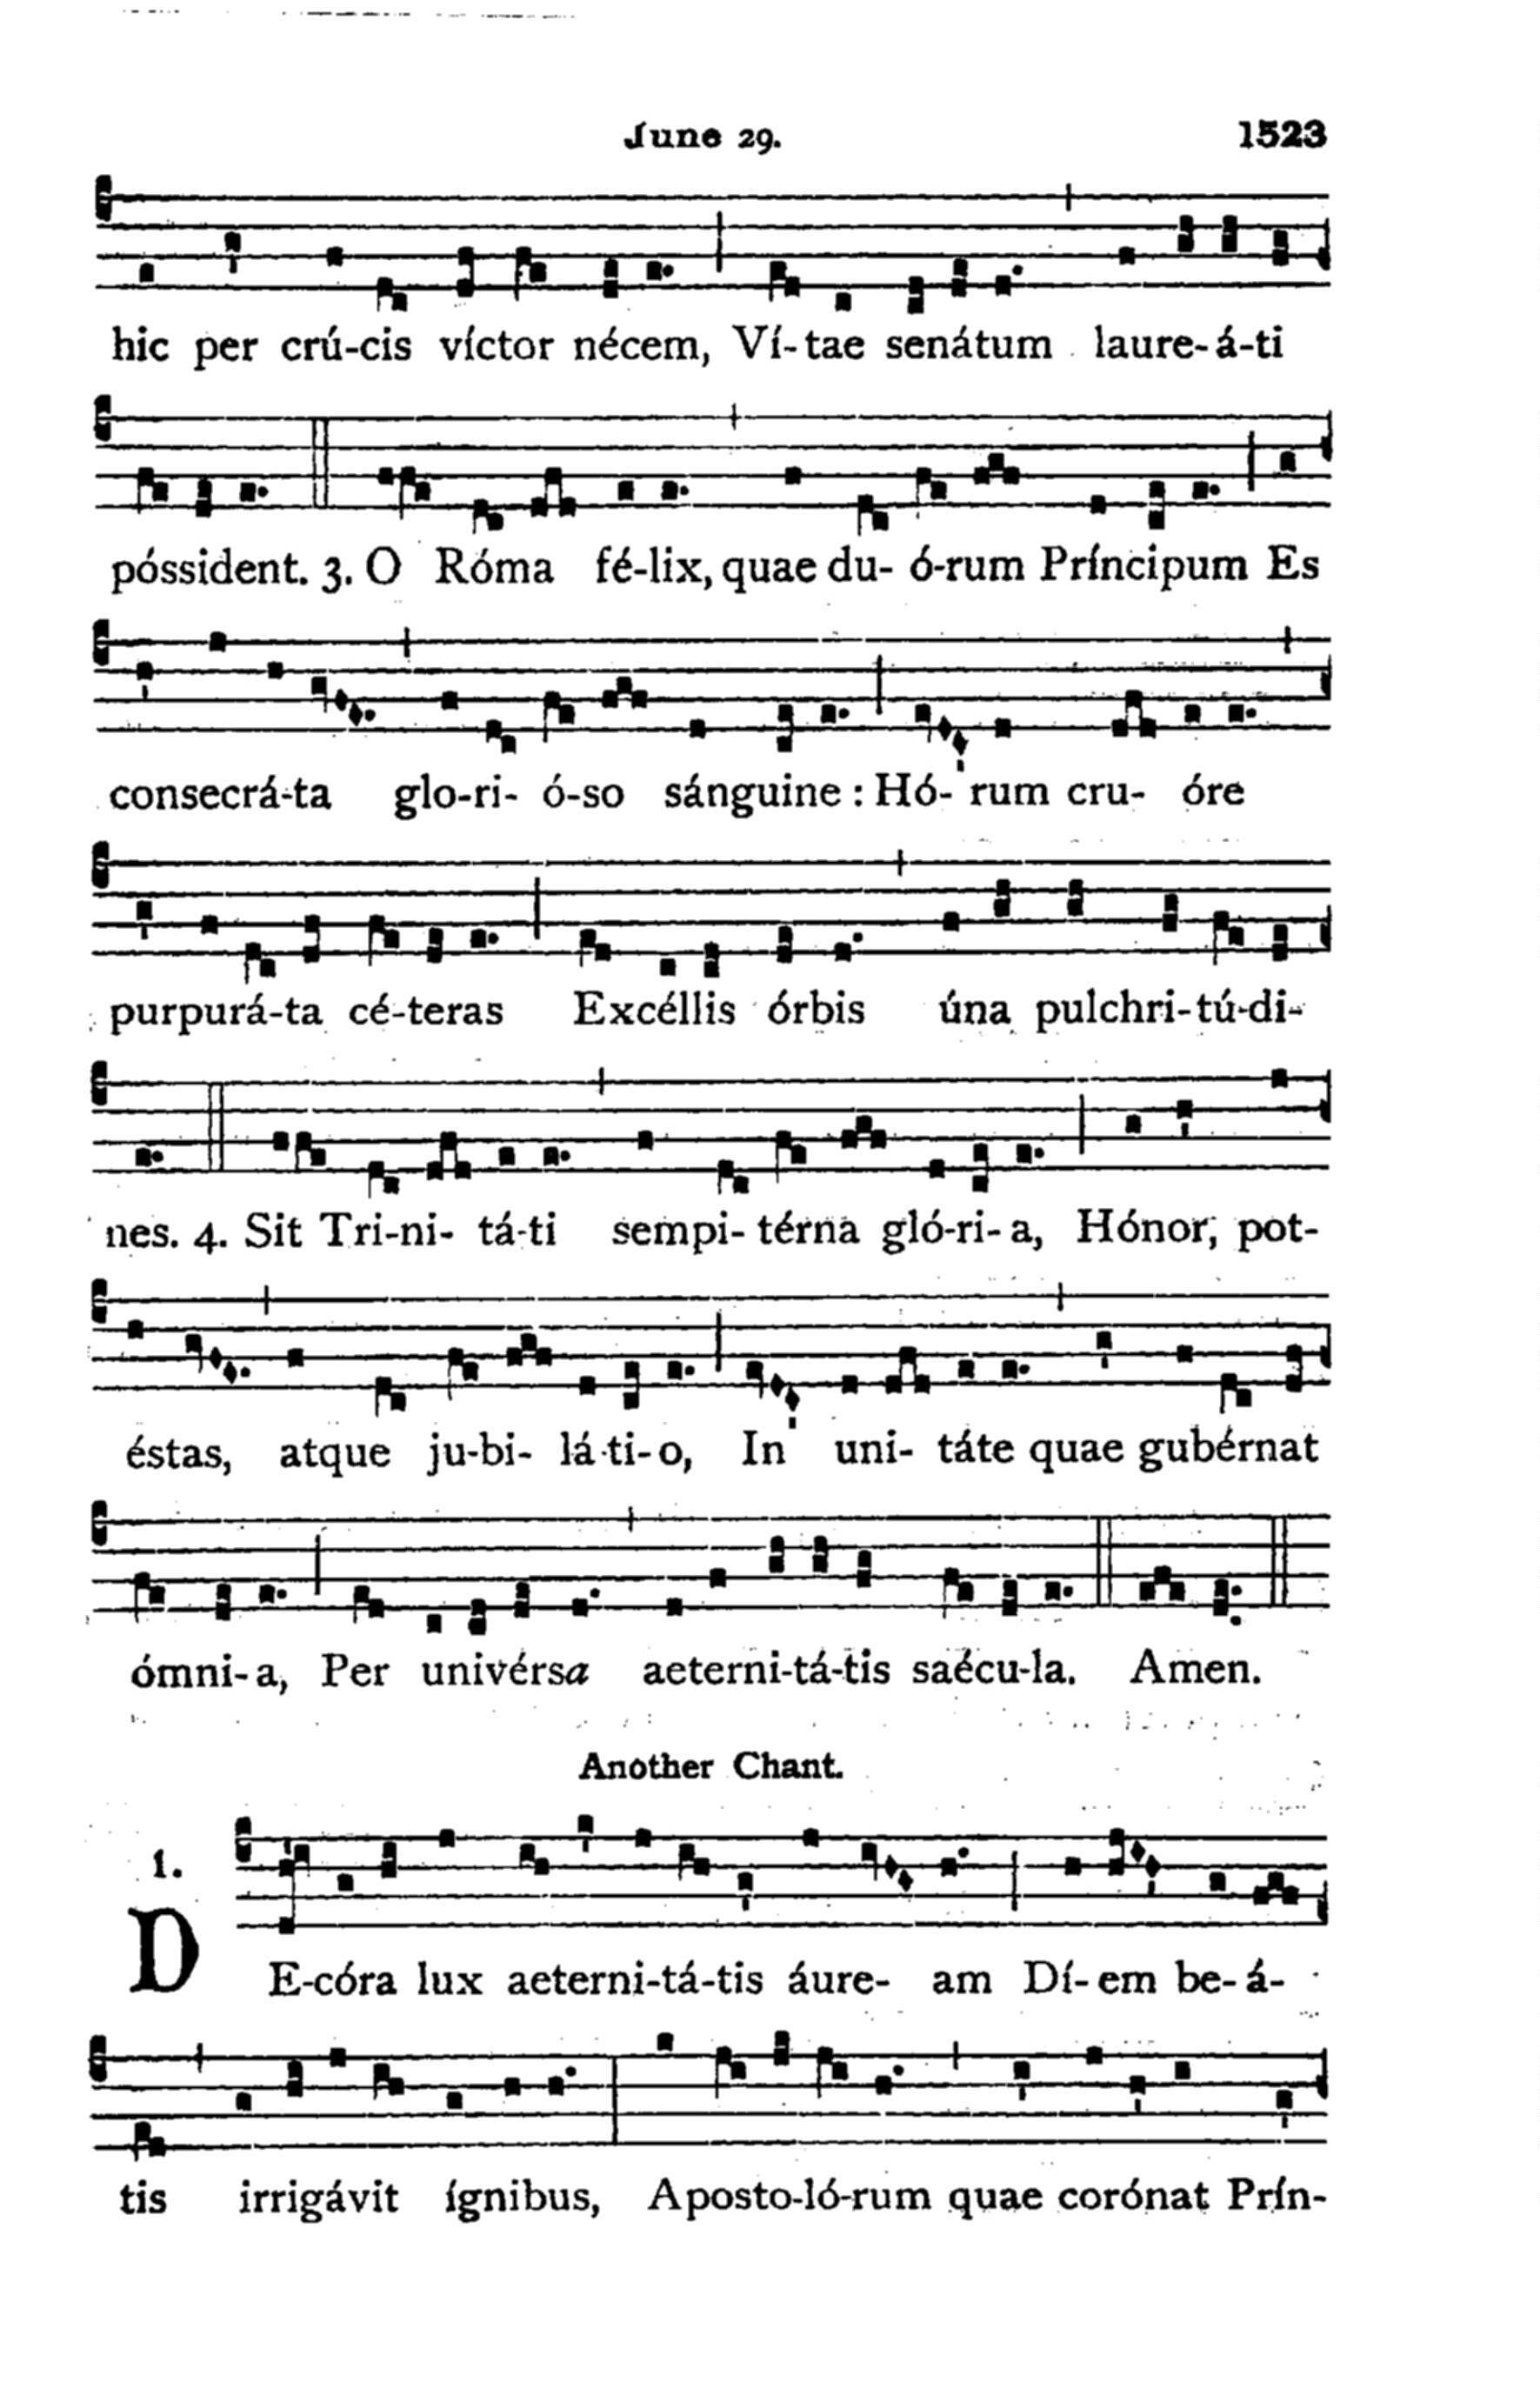 June 29. 1523
hic per crú-cis víctor nécem, Ví-tae senátum laure-á-ti
póssident. 3. O Róma fé-lix, quae du- ó-rum Príncipum Es
consecrá-ta glo-ri- ó-so sánguine : Hó- rum cru- óre
purpurá-ta cé-teras Excéllis órbis úna pulchri-tú-di-
nes. 4. Sit Tri-ni- tá-ti sempi- térna gló-ri- a, Hónor, pot-
éstas, atque ju-bi- lá-ti- o, In uni- táte quae gubérnat
ómni- a, Per univérsa aeterni-tá-tis saécu-la. Amen.
Another Chant.
1.
DE-córa lux aeterni-tá-tis áure- am Dí- em be- á-
tis irrigávit ígnibus, Aposto-ló-rum quae corónat Prín-